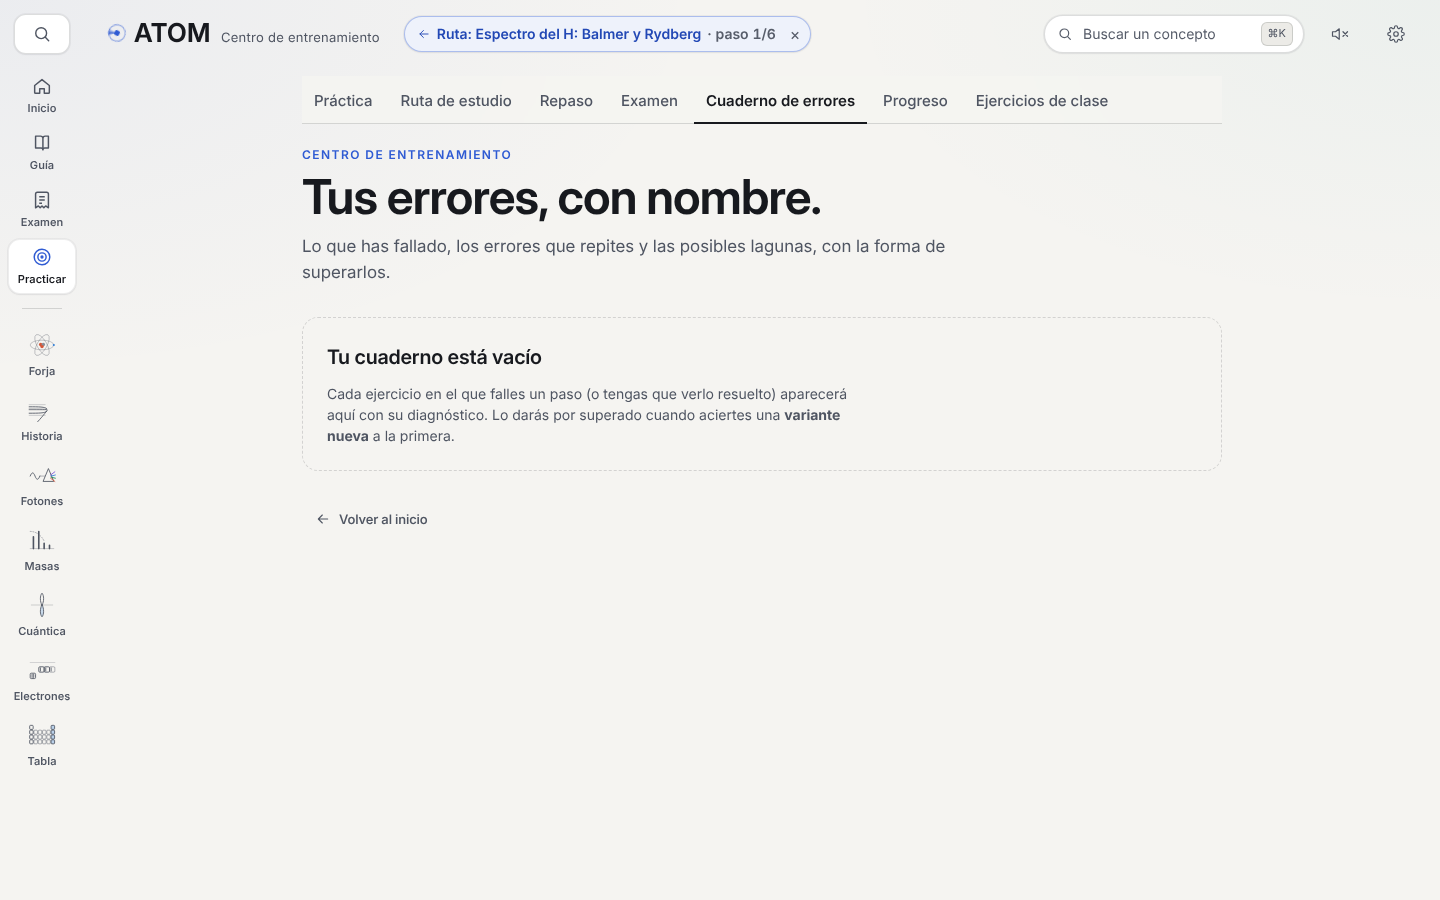 ATOM Centro de entrenamiento
← Ruta: Espectro del H: Balmer y Rydberg · paso 1/6 ×
Buscar un concepto ⌘K
Inicio
Guía
Examen
Practicar
Forja
Historia
Fotones
Masas
Cuántica
Electrones
Tabla
Práctica Ruta de estudio Repaso Examen Cuaderno de errores Progreso Ejercicios de clase
CENTRO DE ENTRENAMIENTO
Tus errores, con nombre.
Lo que has fallado, los errores que repites y las posibles lagunas, con la forma de
superarlos.
Tu cuaderno está vacío
Cada ejercicio en el que falles un paso (o tengas que verlo resuelto) aparecerá
aquí con su diagnóstico. Lo darás por superado cuando aciertes una variante
nueva a la primera.
← Volver al inicio